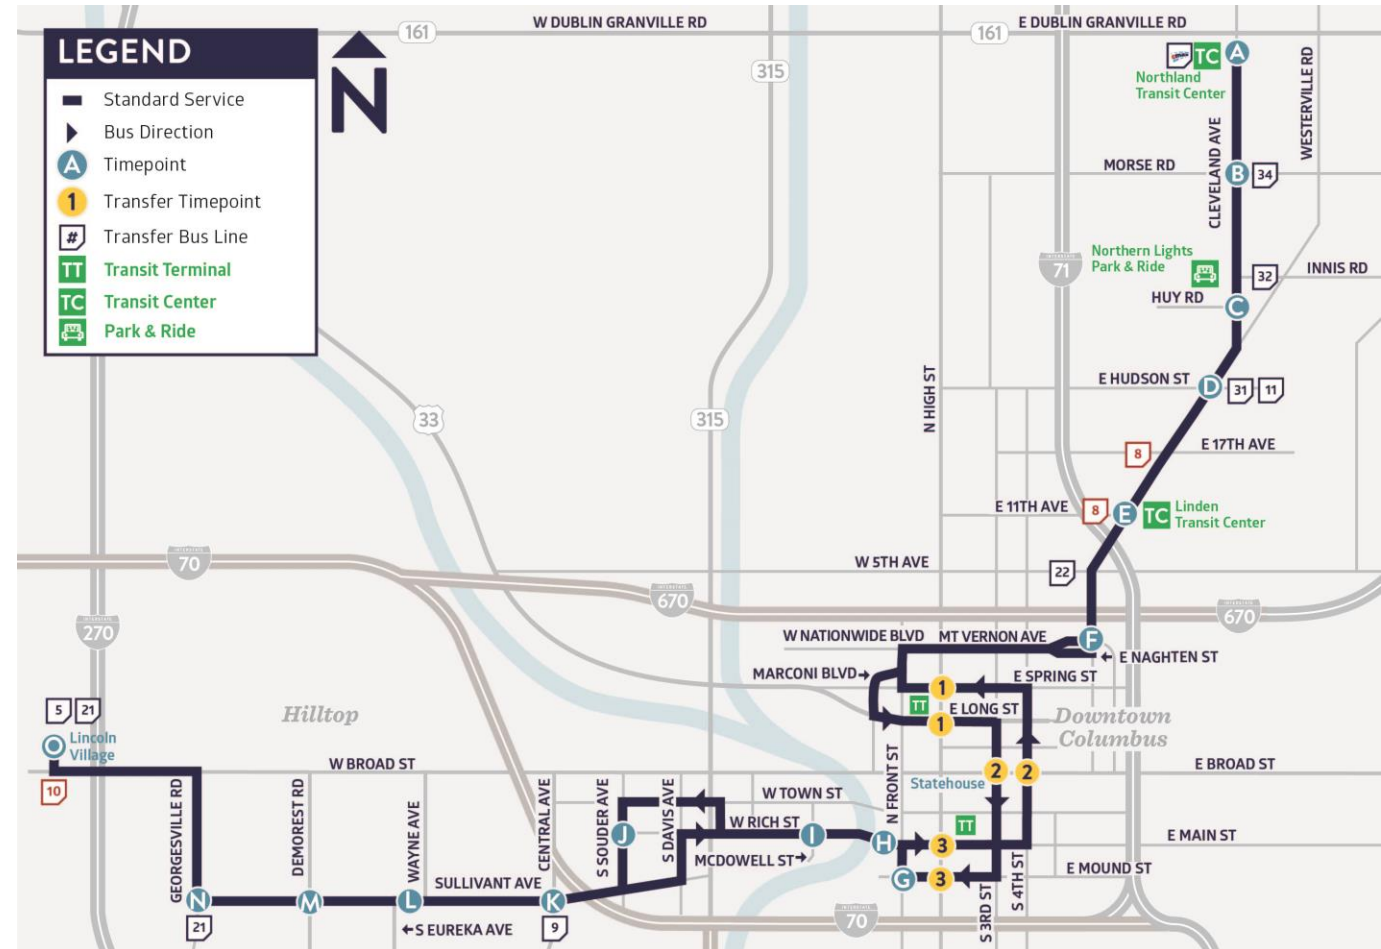 W DUBLIN GRANVILLE RD
E DUBLIN GRANVILLE RD
161
161
LEGEND
Standard Service
Bus Direction
A Timepoint
1 Transfer Timepoint
# Transfer Bus Line
TT Transit Terminal
TC Transit Center
Park & Ride
N
315
TC
A
Northland
Transit Center
WESTERVILLE RD
CLEVELAND AVE
MORSE RD
B
34
Northern Lights
Park & Ride
71
32
INNIS RD
HUY RD
C
N HIGH ST
E HUDSON ST
D
31
11
33
315
E 17TH AVE
8
E 11TH AVE
8
E
TC
Linden
Transit Center
W 5TH AVE
22
70
670
670
270
W NATIONWIDE BLVD
MT VERNON AVE
F
E NAGHTEN ST
MARCONI BLVD
E SPRING ST
1
TT
E LONG ST
1
5
21
Hilltop
Downtown
Columbus
Lincoln
Village
W BROAD ST
N FRONT ST
Statehouse
2
2
E BROAD ST
10
GEORGESVILLE RD
DEMOREST RD
WAYNE AVE
CENTRAL AVE
S SOUDER AVE
S DAVIS AVE
W TOWN ST
W RICH ST
J
I
H
TT
3
E MAIN ST
MCDOWELL ST
SULLIVANT AVE
G
3
E MOUND ST
S 3RD ST
S 4TH ST
N
M
L
K
21
S EUREKA AVE
9
70